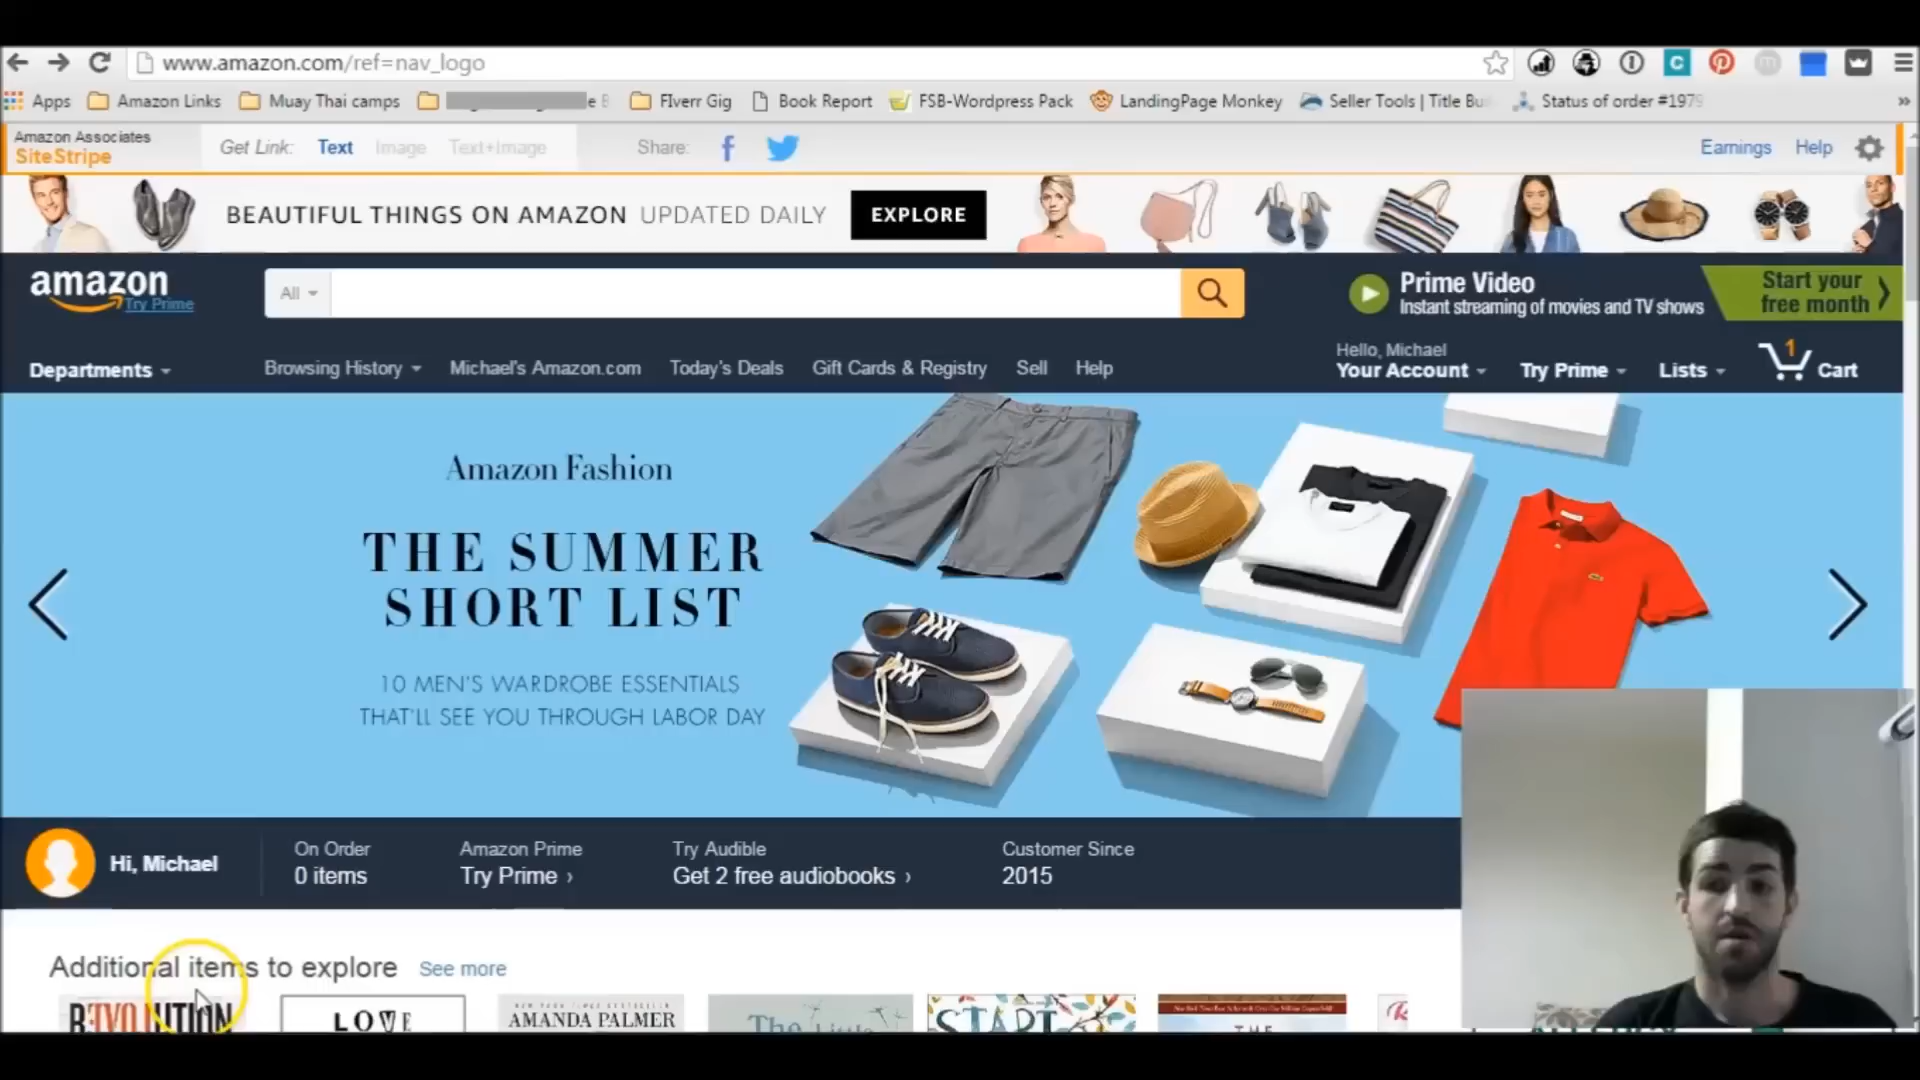 www.amazon.com/ref=nav_logo
Apps Amazon Links Muay Thai camps FIverr Gig Book Report FSB-Wordpress Pack LandingPage Monkey Seller Tools | Title Status of order #1979
Amazon Associates
SiteStripe
Get Link: Text Image Text+Image Share: Earnings Help
BEAUTIFUL THINGS ON AMAZON UPDATED DAILY EXPLORE
amazon
Try Prime
All
Prime Video
Instant streaming of movies and TV shows
Start your
free month
Departments Browsing History Michael's Amazon.com Today's Deals Gift Cards & Registry Sell Help
Hello, Michael
Your Account Try Prime Lists 1 Cart
Amazon Fashion
THE SUMMER
SHORT LIST
10 MEN'S WARDROBE ESSENTIALS
THAT'LL SEE YOU THROUGH LABOR DAY
Hi, Michael
On Order
0 items
Amazon Prime
Try Prime ›
Try Audible
Get 2 free audiobooks ›
Customer Since
2015
Additional items to explore See more
REVOLUTION
LOVE
AMANDA PALMER
The Little
START
THE